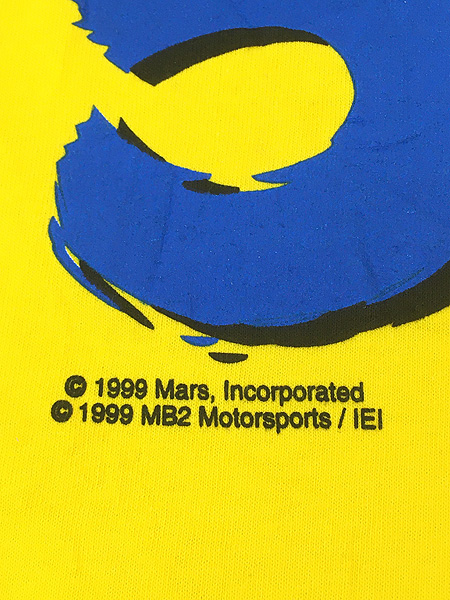 © 1999 Mars, Incorporated
© 1999 MB2 Motorsports / IEI